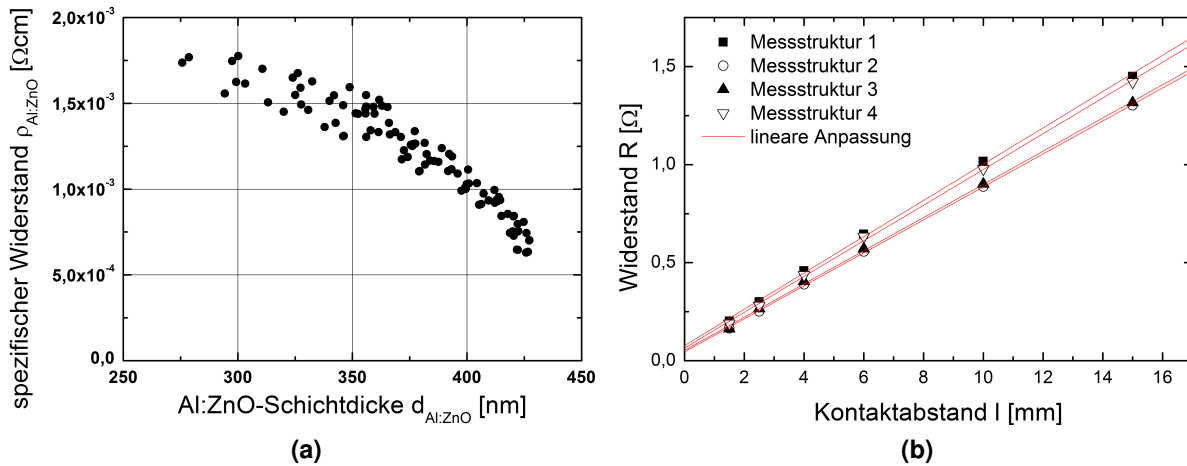 (a)
spezifischer Widerstand ρAl:ZnO [Ωcm]
2,0x10⁻³
1,5x10⁻³
1,0x10⁻³
5,0x10⁻⁴
0,0
250 300 350 400 450
Al:ZnO-Schichtdicke dAl:ZnO [nm]
(a)
b)
Widerstand R [Ω]
1,5
1,0
0,5
0,0
Messstruktur 1
Messstruktur 2
Messstruktur 3
Messstruktur 4
lineare Anpassung
0 2 4 6 8 10 12 14 16
Kontaktabstand l [mm]
(b)